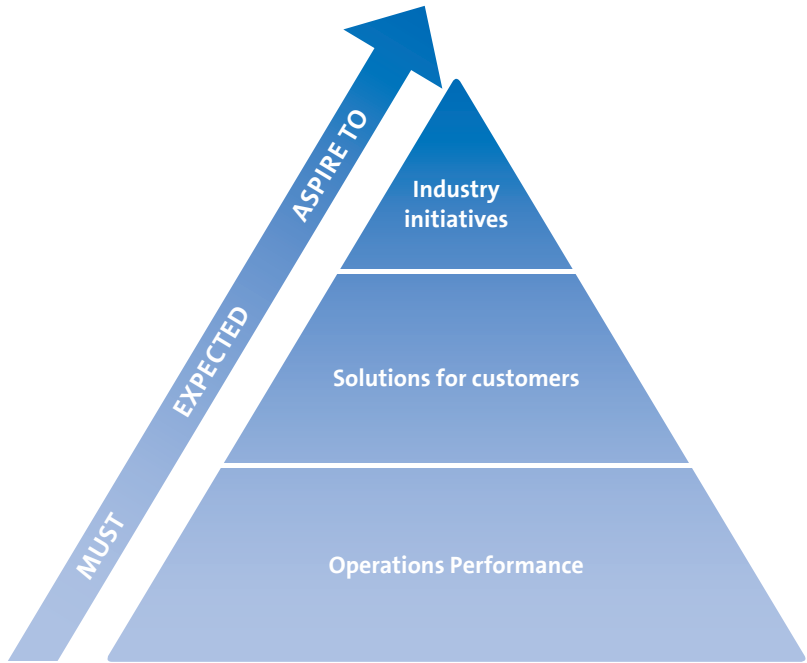 ASPIRE TO
Industry
initiatives
EXPECTED
Solutions for customers
MUST
Operations Performance